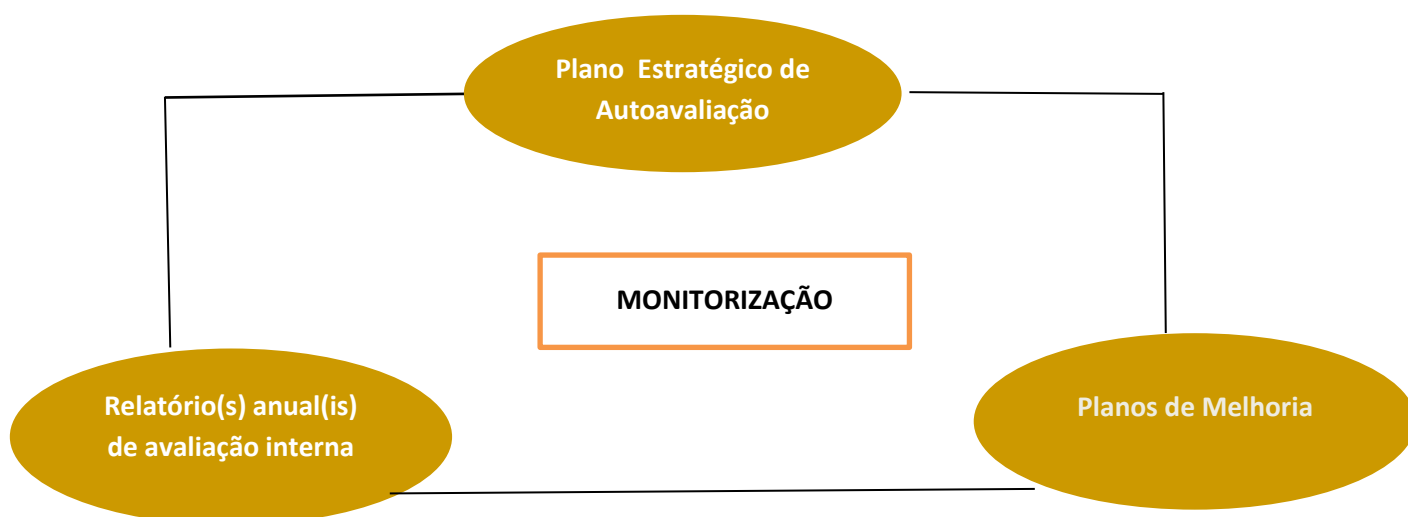 Plano Estratégico de
Autoavaliação
MONITORIZAÇÃO
Relatório(s) anual(is)
de avaliação interna
Planos de Melhoria